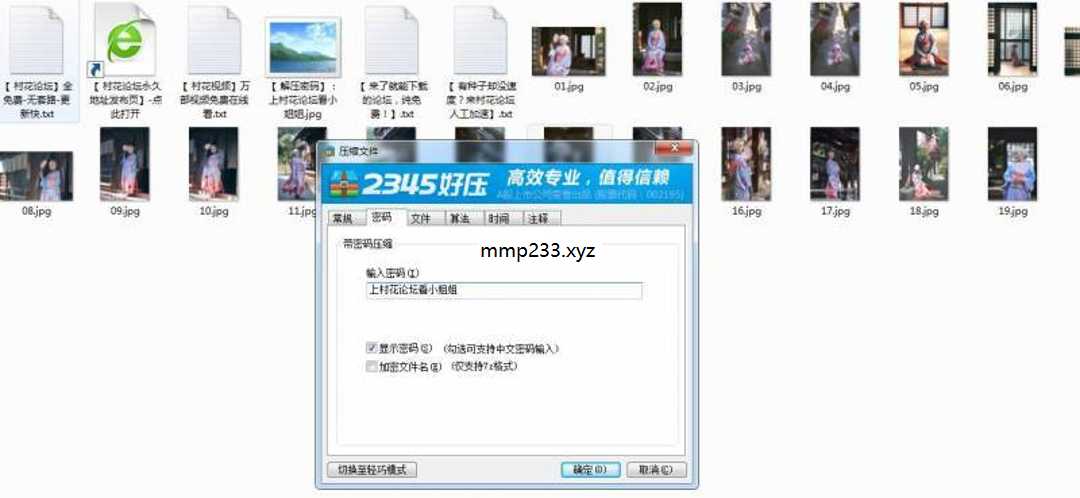 【村花论坛】全
免费-无套路-更
新快.txt
【村花论坛永久
地址发布页】-点
此打开
【村花视频】万
部视频免费在线
看.txt
【解压密码】：
上村花论坛看小
姐姐.jpg
【来了就能下载
的论坛，纯免
费！】.txt
【有种子却没速
度？来村花论坛
人工加速】.txt
01.jpg
02.jpg
03.jpg
04.jpg
05.jpg
06.jpg
08.jpg
09.jpg
10.jpg
11.jpg
16.jpg
17.jpg
18.jpg
19.jpg
压缩文件
2345好压 高效专业，值得信赖
A股上市公司荣誉出品 (股票代码：002195)
常规 密码 文件 算法 时间 注释
mmp233.xyz
带密码压缩
输入密码(I)
上村花论坛看小姐姐
显示密码(S) (勾选可支持中文密码输入)
加密文件名(E) (仅支持7z格式)
切换至轻巧模式 确定(O) 取消(C)